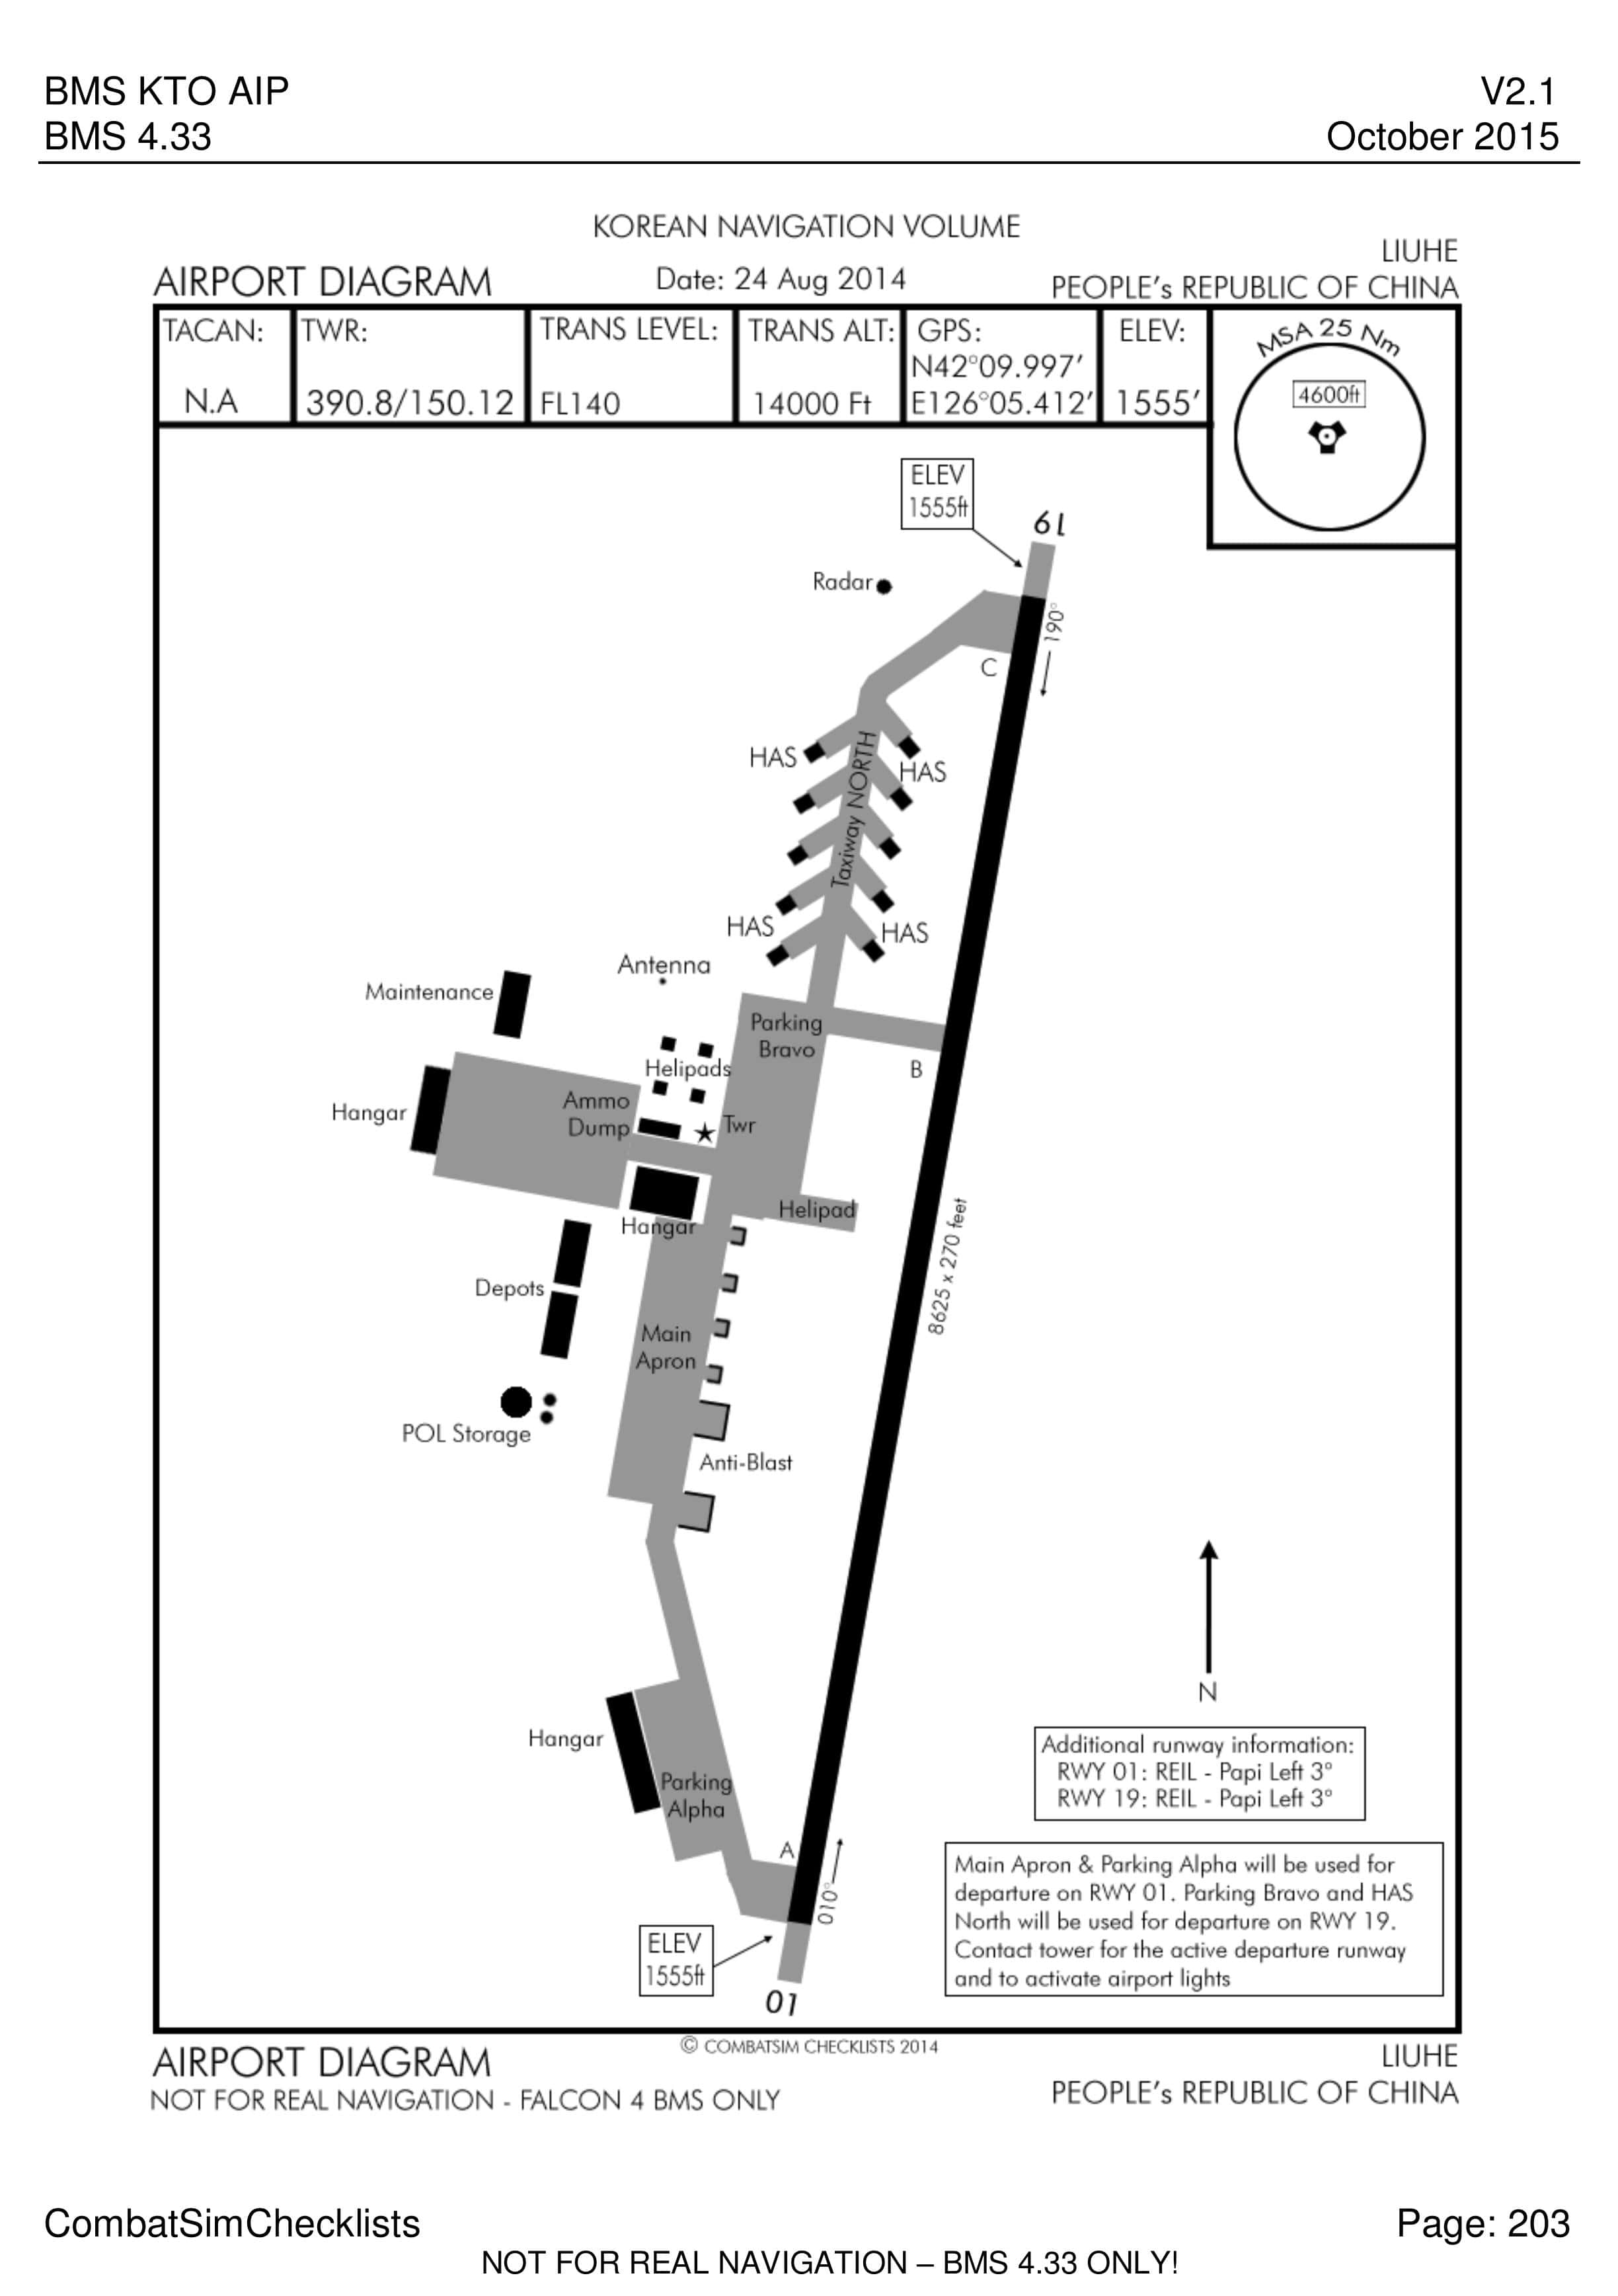 BMS KTO AIP
V2.1
BMS 4.33
October 2015
KOREAN NAVIGATION VOLUME
LIUHE
AIRPORT DIAGRAM
Date: 24 Aug 2014
PEOPLE's REPUBLIC OF CHINA
TACAN:
N.A
TWR:
390.8/150.12
TRANS LEVEL:
FL140
TRANS ALT:
14000 Ft
GPS:
N42°09.997'
E126°05.412'
ELEV:
1555'
MSA 25 Nm
4600ft
ELEV
1555ft
19
Radar
190°
C
HAS
HAS
Taxiway NORTH
HAS
HAS
Antenna
Maintenance
Parking
Bravo
B
Helipads
Hangar
Ammo
Dump
Twr
Helipad
Hangar
8625 x 270 feet
Depots
Main
Apron
POL Storage
Anti-Blast
N
Hangar
Parking
Alpha
A
010°
ELEV
1555ft
01
Additional runway information:
RWY 01: REIL - Papi Left 3°
RWY 19: REIL - Papi Left 3°
Main Apron & Parking Alpha will be used for
departure on RWY 01. Parking Bravo and HAS
North will be used for departure on RWY 19.
Contact tower for the active departure runway
and to activate airport lights
© COMBATSIM CHECKLISTS 2014
AIRPORT DIAGRAM
LIUHE
NOT FOR REAL NAVIGATION - FALCON 4 BMS ONLY
PEOPLE's REPUBLIC OF CHINA
CombatSimChecklists
Page: 203
NOT FOR REAL NAVIGATION – BMS 4.33 ONLY!